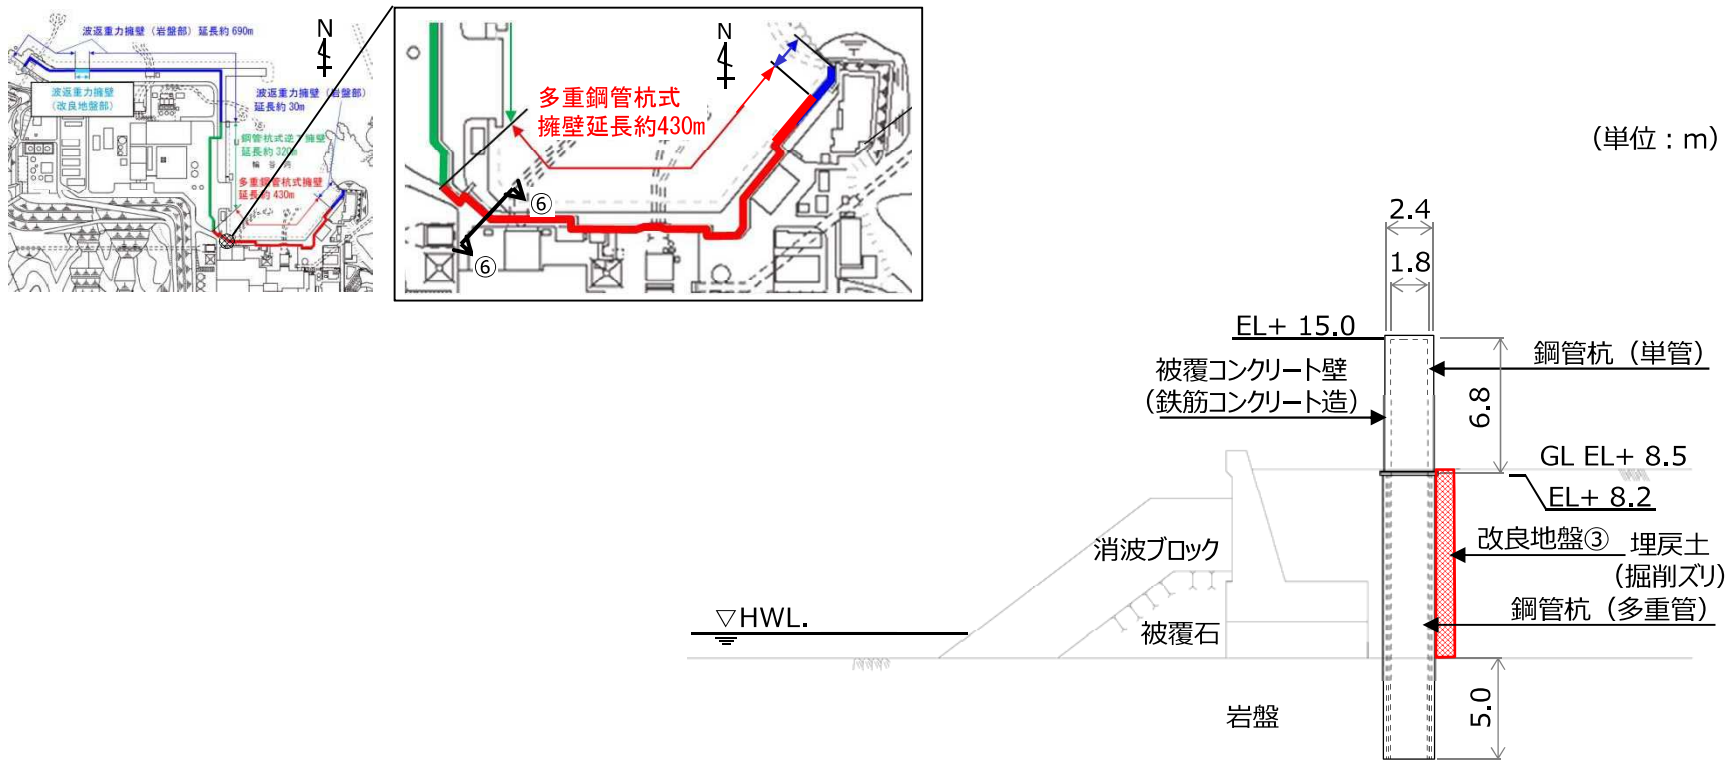 波返重力擁壁（岩盤部）延長約690m
N
波返重力擁壁
（改良地盤部）
波返重力擁壁（岩盤部）
延長約30m
鋼管杭式逆T擁壁
延長約320m
多重鋼管杭式擁壁
延長約430m
N
多重鋼管杭式
擁壁延長約430m
⑥
⑥
（単位：m）
2.4
1.8
EL+ 15.0
鋼管杭（単管）
被覆コンクリート壁
（鉄筋コンクリート造）
6.8
GL EL+ 8.5
EL+ 8.2
改良地盤③
埋戻土
（掘削ズリ）
消波ブロック
鋼管杭（多重管）
▽HWL.
被覆石
5.0
岩盤